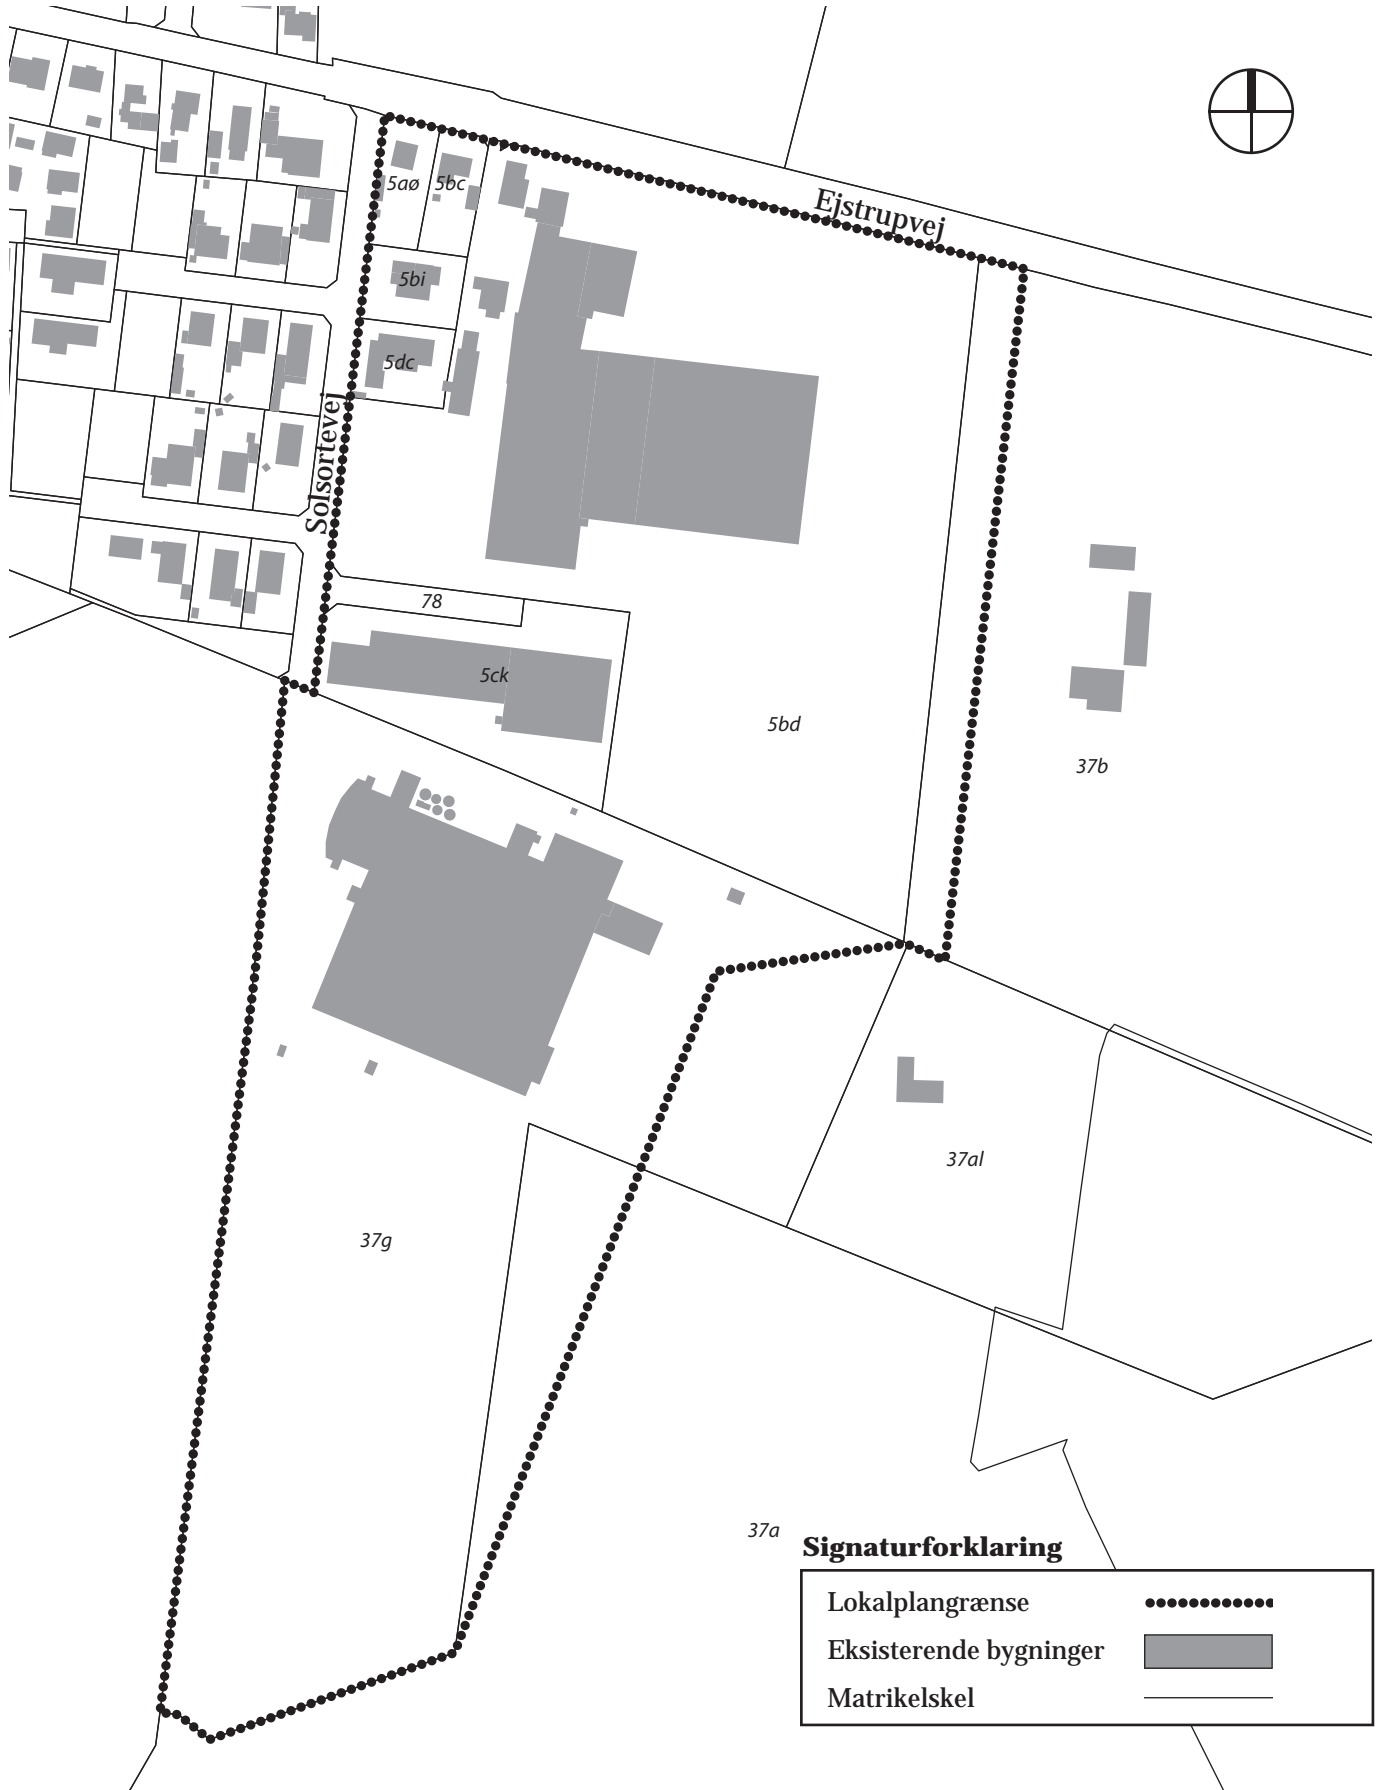 Ejstrupvej
5aø
5bc
5bi
5dc
Solsortevej
78
5ck
5bd
37b
37al
37g
37a
Signaturforklaring
Lokalplangrænse
Eksisterende bygninger
Matrikelskel